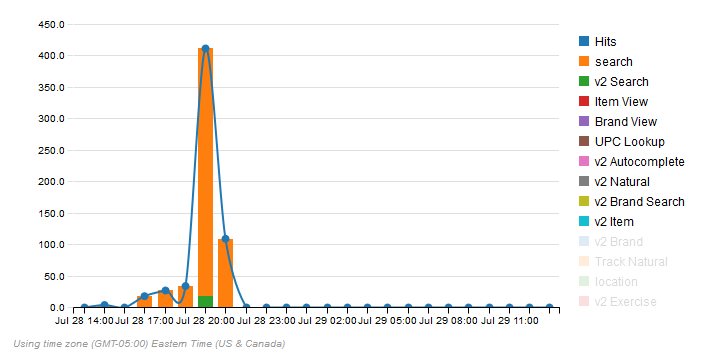 450.0
400.0
350.0
300.0
250.0
200.0
150.0
100.0
50.0
0.0
Jul 28 14:00 Jul 28 17:00 Jul 28 20:00 Jul 28 23:00 Jul 29 02:00 Jul 29 05:00 Jul 29 08:00 Jul 29 11:00
Hits
search
v2 Search
Item View
Brand View
UPC Lookup
v2 Autocomplete
v2 Natural
v2 Brand Search
v2 Item
v2 Brand
Track Natural
location
v2 Exercise
Using time zone (GMT-05:00) Eastern Time (US & Canada)